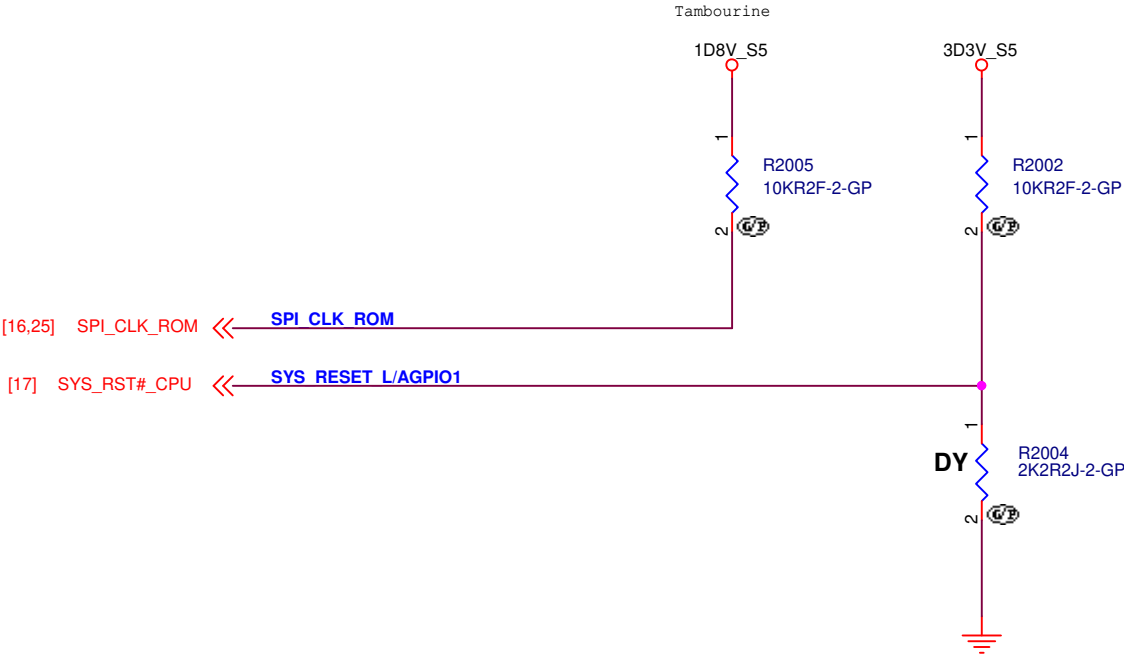 Tambourine
1D8V_S5 3D3V_S5
1 1
R2005 R2002
10KR2F-2-GP 10KR2F-2-GP
2 G/P 2 G/P
[16,25] SPI_CLK_ROM SPI_CLK_ROM
[17] SYS_RST#_CPU SYS_RESET_L/AGPIO1
1
DY R2004
2K2R2J-2-GP
2 G/P